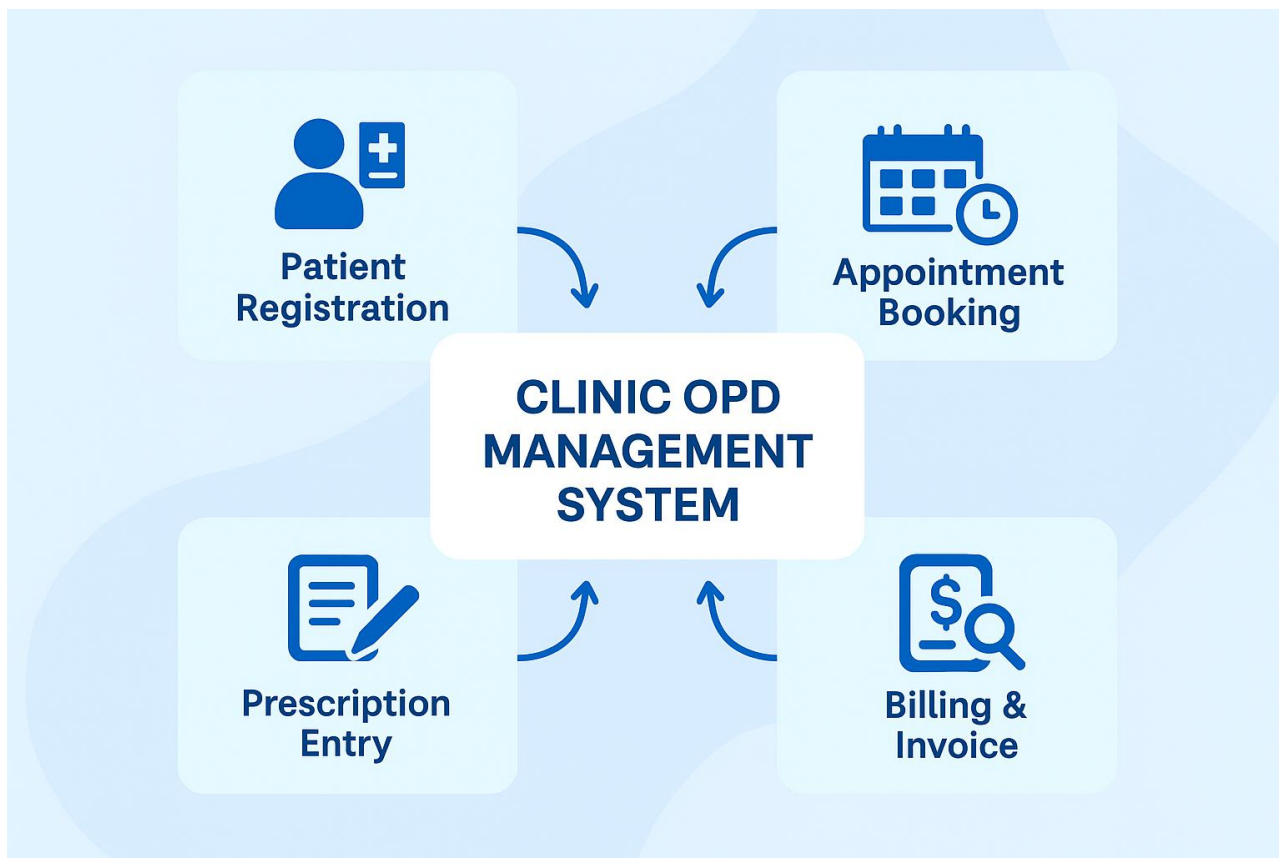 Patient
Registration
Appointment
Booking
CLINIC OPD
MANAGEMENT
SYSTEM
Prescription
Entry
Billing &
Invoice